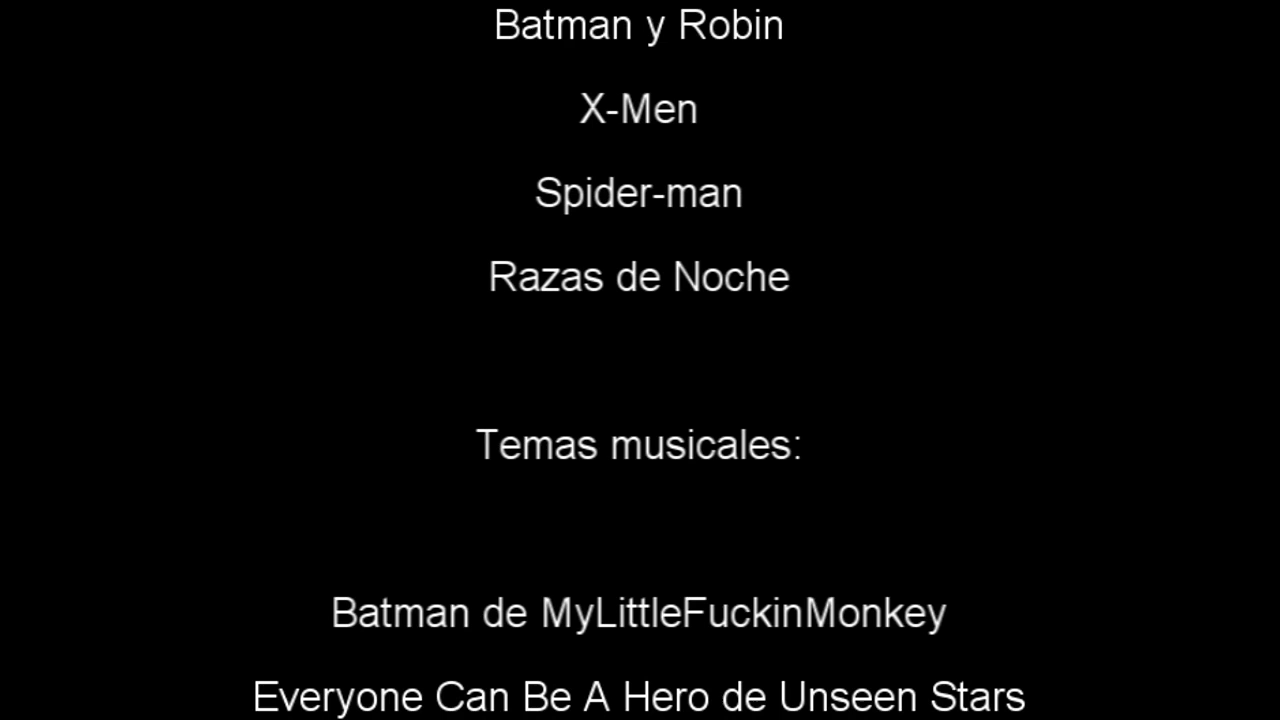 Batman y Robin
X-Men
Spider-man
Razas de Noche
Temas musicales:
Batman de MyLittleFuckinMonkey
Everyone Can Be A Hero de Unseen Stars